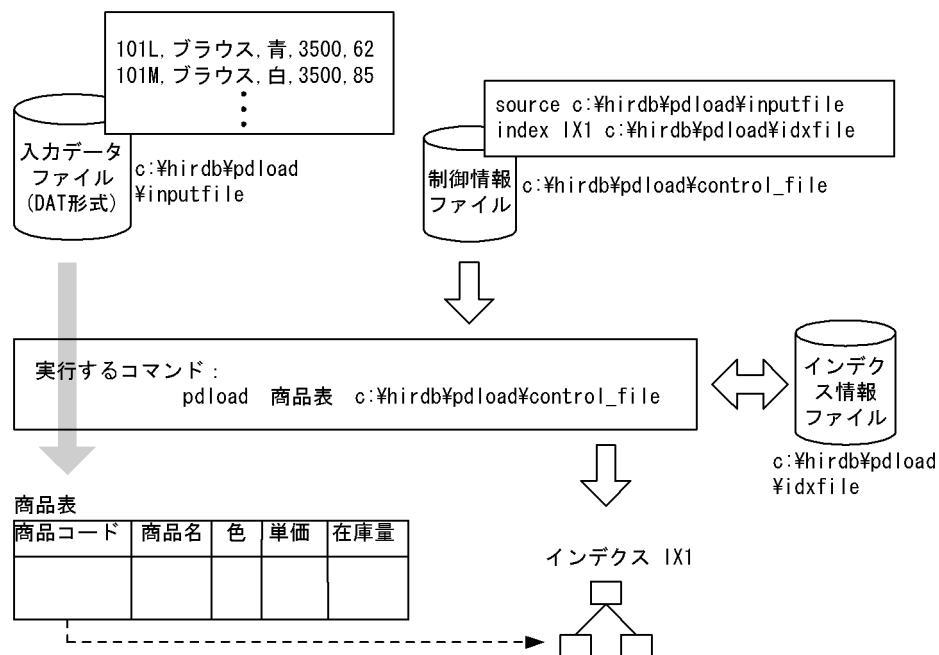 101L, ブラウス, 青, 3500, 62
101M, ブラウス, 白, 3500, 85
入力データ
ファイル
(DAT形式)
c:¥hirdb¥pdload
¥inputfile
source c:¥hirdb¥pdload¥inputfile
index IX1 c:¥hirdb¥pdload¥idxfile
制御情報
ファイル
c:¥hirdb¥pdload¥control_file
実行するコマンド：
pdload 商品表 c:¥hirdb¥pdload¥control_file
インデク
ス情報
ファイル
c:¥hirdb¥pdload
¥idxfile
商品表
商品コード 商品名 色 単価 在庫量
インデクス IX1